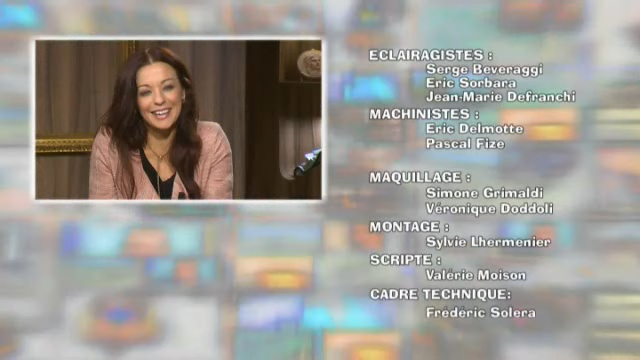 ECLAIRAGISTES :
Serge Beveraggi
Eric Sorbara
Jean-Marie Defranchi
MACHINISTES :
Eric Delmotte
Pascal Fize
MAQUILLAGE :
Simone Grimaldi
Véronique Doddoli
MONTAGE :
Sylvie Lhermenier
SCRIPTE :
Valérie Moison
CADRE TECHNIQUE:
Frédéric Solera